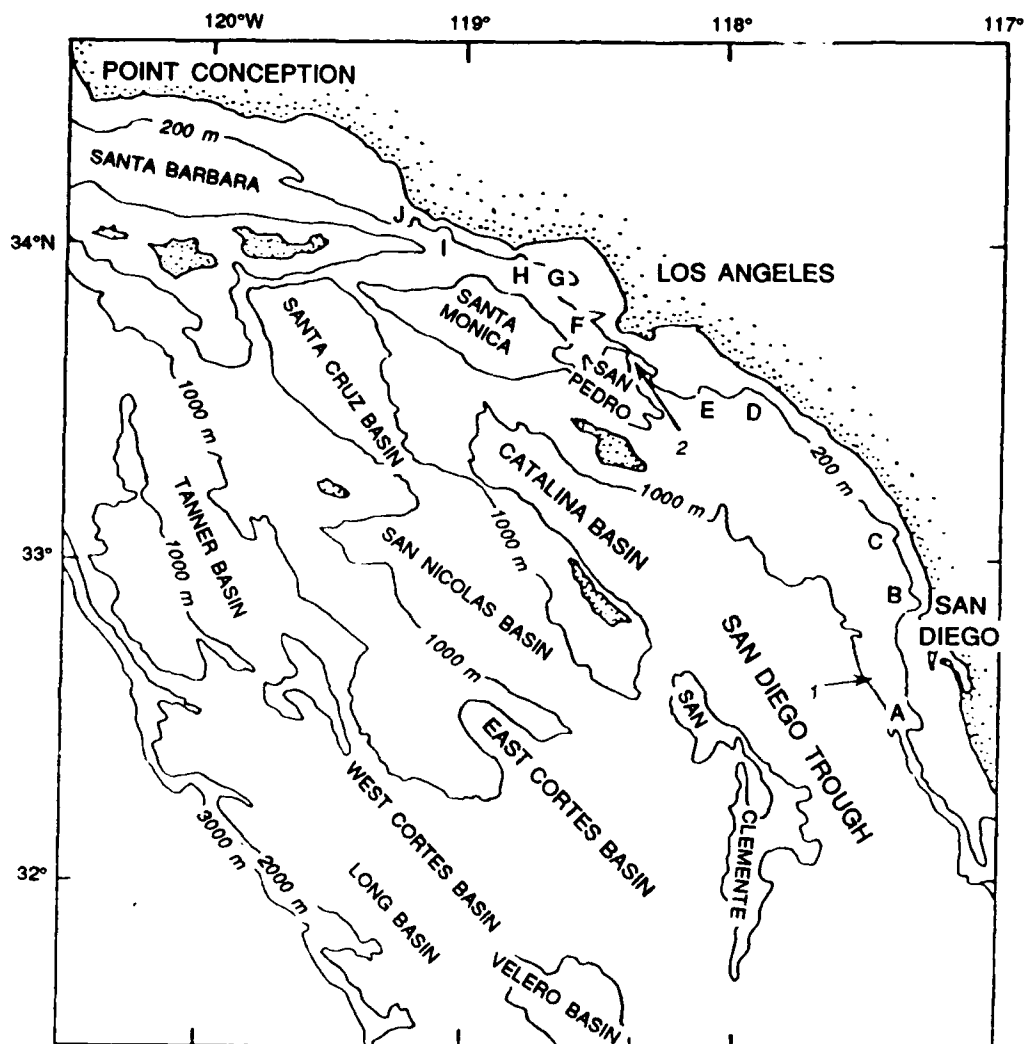 120°W
119°
118°
117°
POINT CONCEPTION
200 m
SANTA BARBARA
34°N
J
I
H
G
LOS ANGELES
SANTA
MONICA
F
SAN
PEDRO
SANTA CRUZ BASIN
E
D
2
1000 m
200 m
CATALINA BASIN
1000 m
TANNER BASIN
1000 m
1000 m
SAN NICOLAS BASIN
C
33°
B
SAN
DIEGO
1000 m
SAN DIEGO TROUGH
1
A
SAN
CLEMENTE
EAST CORTES BASIN
WEST CORTES BASIN
3000 m
2000 m
32°
LONG BASIN
VELERO BASIN